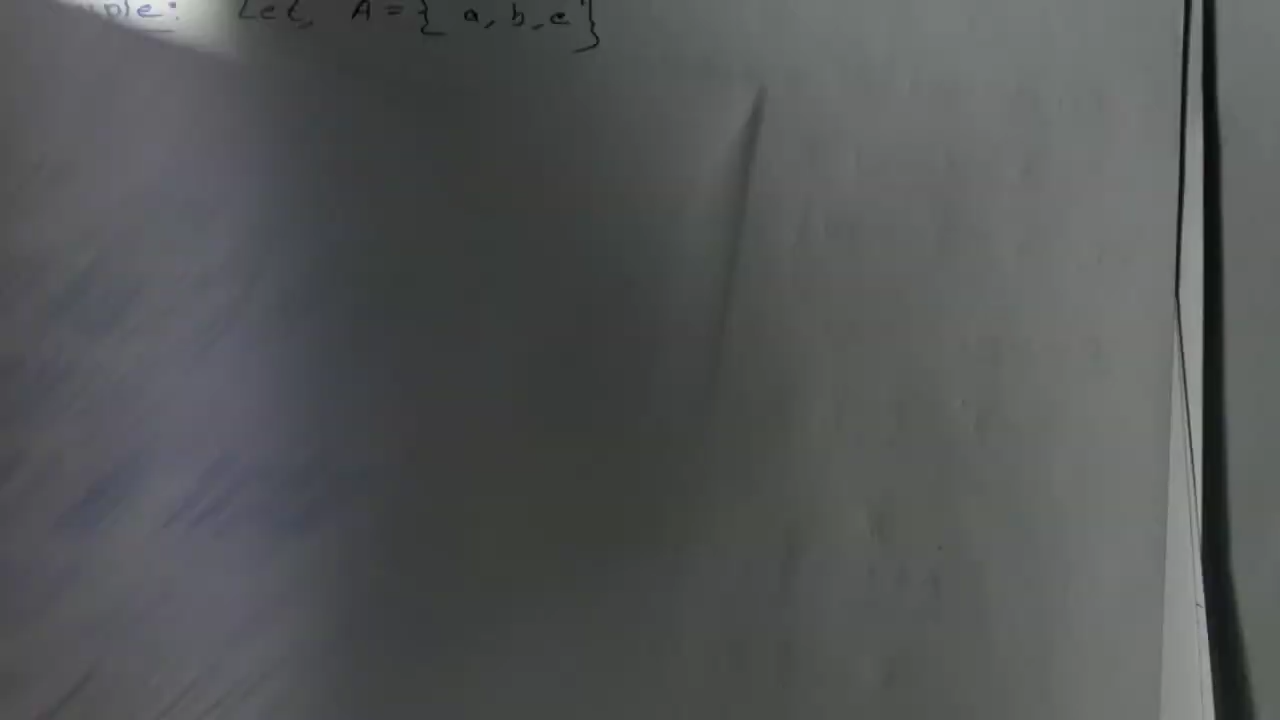 Let, A = { a, b, e }